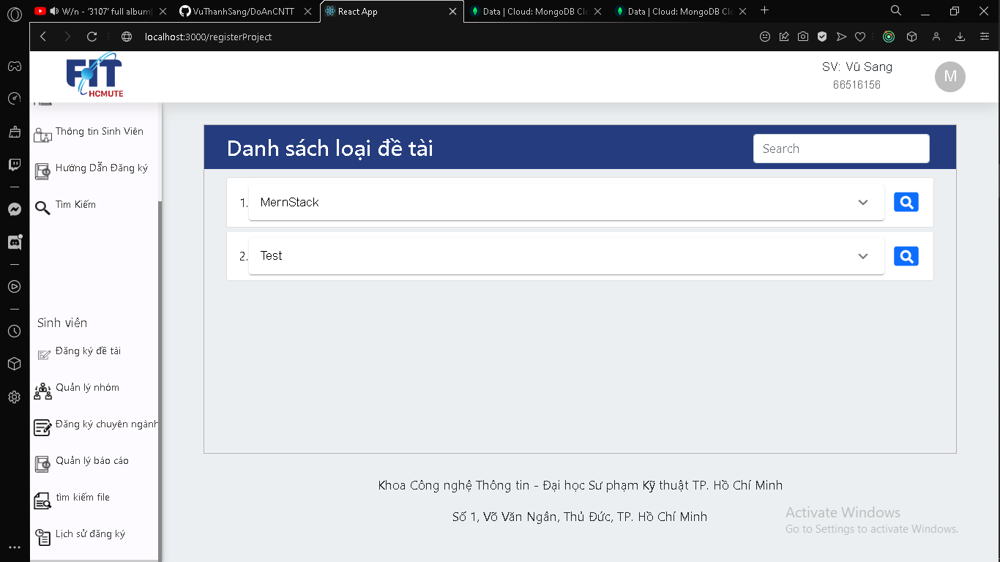 W/n - '3107' full album|
VuThanhSang/DoAnCNTT
React App
Data | Cloud: MongoDB Clo
Data | Cloud: MongoDB Clo
localhost:3000/registerProject
FIT
HCMUTE
SV: Vũ Sang
66516156
M
Thông tin Sinh Viên
Hướng Dẫn Đăng ký
Tìm Kiếm
Sinh viên
Đăng ký đề tài
Quản lý nhóm
Đăng ký chuyên ngành
Quản lý báo cáo
tìm kiếm file
Lịch sử đăng ký
Danh sách loại đề tài
Search
1. MernStack
2. Test
Khoa Công nghệ Thông tin - Đại học Sư phạm Kỹ thuật TP. Hồ Chí Minh
Số 1, Võ Văn Ngân, Thủ Đức, TP. Hồ Chí Minh
Activate Windows
Go to Settings to activate Windows.